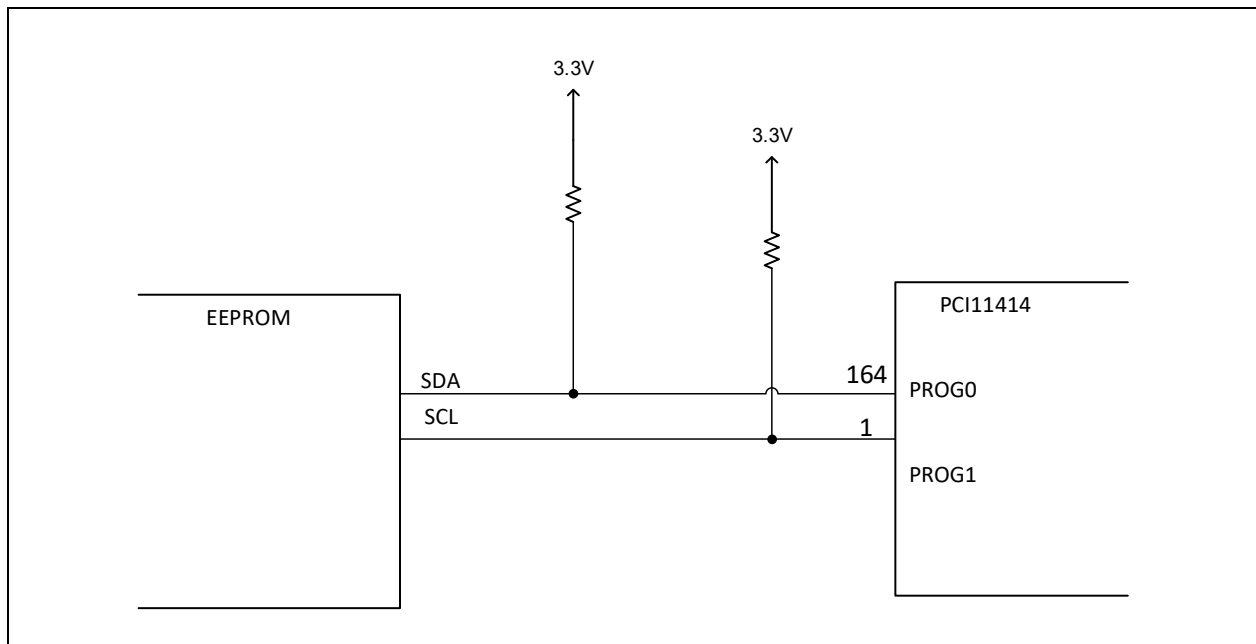 3.3V
3.3V
EEPROM
PCI11414
SDA
164
PROG0
SCL
1
PROG1